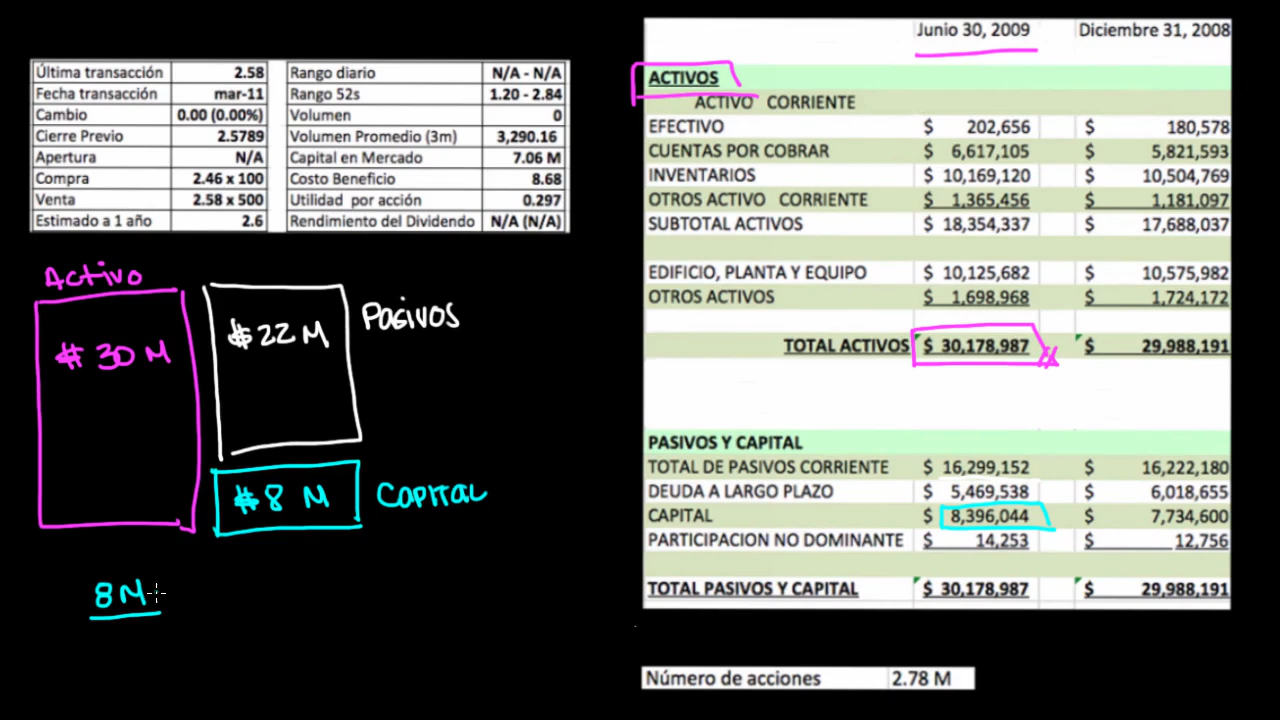 Última transacción 2.58 Rango diario N/A - N/A
Fecha transacción mar-11 Rango 52s 1.20 - 2.84
Cambio 0.00 (0.00%) Volumen 0
Cierre Previo 2.5789 Volumen Promedio (3m) 3,290.16
Apertura N/A Capital en Mercado 7.06 M
Compra 2.46 x 100 Costo Beneficio 8.68
Venta 2.58 x 500 Utilidad por acción 0.297
Estimado a 1 año 2.6 Rendimiento del Dividendo N/A (N/A)
Activo
$ 30 M
$22 M
Pasivos
$8 M
Capital
8M
Junio 30, 2009 Diciembre 31, 2008
ACTIVOS
ACTIVO CORRIENTE
EFECTIVO $ 202,656 $ 180,578
CUENTAS POR COBRAR $ 6,617,105 $ 5,821,593
INVENTARIOS $ 10,169,120 $ 10,504,769
OTROS ACTIVO CORRIENTE $ 1,365,456 $ 1,181,097
SUBTOTAL ACTIVOS $ 18,354,337 $ 17,688,037
EDIFICIO, PLANTA Y EQUIPO $ 10,125,682 $ 10,575,982
OTROS ACTIVOS $ 1,698,968 $ 1,724,172
TOTAL ACTIVOS $ 30,178,987 $ 29,988,191
PASIVOS Y CAPITAL
TOTAL DE PASIVOS CORRIENTE $ 16,299,152 $ 16,222,180
DEUDA A LARGO PLAZO $ 5,469,538 $ 6,018,655
CAPITAL $ 8,396,044 $ 7,734,600
PARTICIPACION NO DOMINANTE $ 14,253 $ 12,756
TOTAL PASIVOS Y CAPITAL $ 30,178,987 $ 29,988,191
Número de acciones 2.78 M